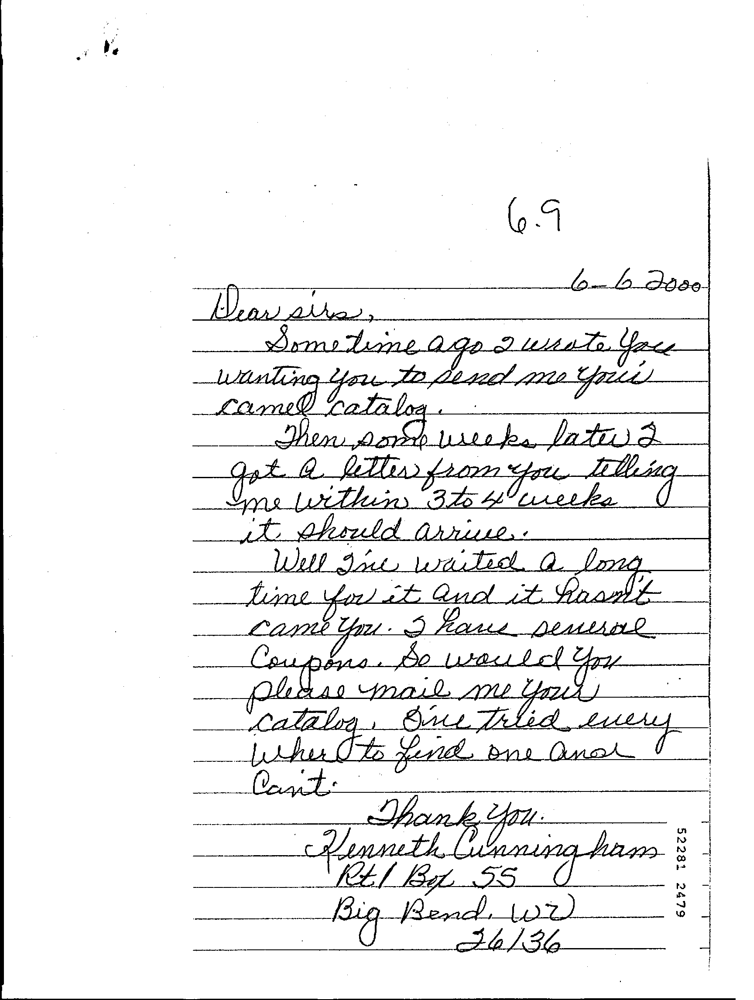 6.9
6-6 2000
Dear sirs,
Sometime ago I wrote you
wanting you to send me your
camel catalog.
Then some weeks later I
got a letter from you telling
me within 3 to 4 weeks
it should arrive.
Well I've waited a long
time for it and it hasn't
came you. I have several
Coupons. So would you
please mail me your
catalog. I've tried every
where to find one and
Can't.
Thank you.
Kenneth Cunningham
Rt 1 Box 55
Big Bend, WV
26136
52281 2479